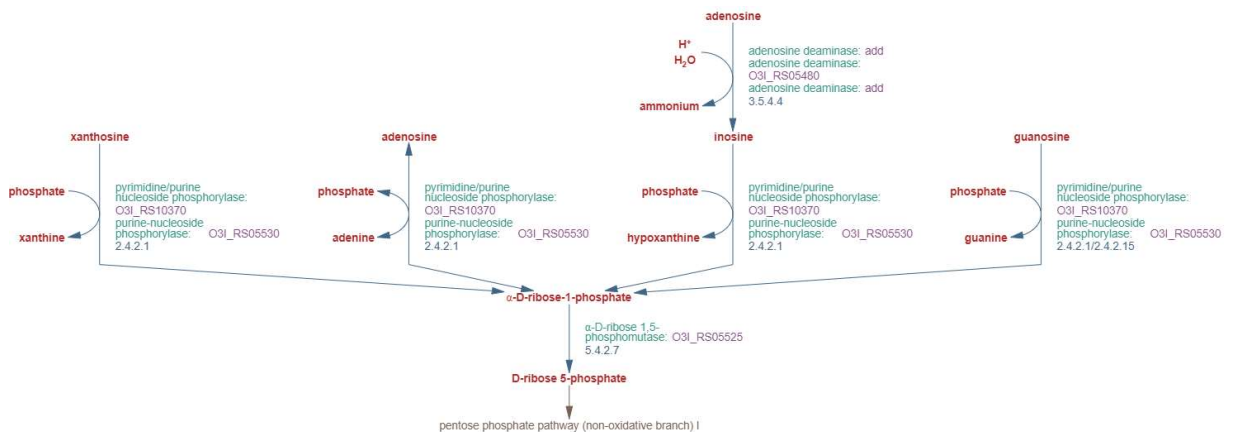 adenosine
H⁺
H₂O
adenosine deaminase: add
adenosine deaminase:
O3I_RS05480
adenosine deaminase: add
3.5.4.4
ammonium
xanthosine
adenosine
inosine
guanosine
phosphate
pyrimidine/purine
nucleoside phosphorylase:
O3I_RS10370
purine-nucleoside
phosphorylase: O3I_RS05530
2.4.2.1
xanthine
phosphate
pyrimidine/purine
nucleoside phosphorylase:
O3I_RS10370
purine-nucleoside
phosphorylase: O3I_RS05530
2.4.2.1
adenine
phosphate
pyrimidine/purine
nucleoside phosphorylase:
O3I_RS10370
purine-nucleoside
phosphorylase: O3I_RS05530
2.4.2.1
hypoxanthine
phosphate
pyrimidine/purine
nucleoside phosphorylase:
O3I_RS10370
purine-nucleoside
phosphorylase: O3I_RS05530
2.4.2.1/2.4.2.15
guanine
α-D-ribose-1-phosphate
α-D-ribose 1,5-
phosphomutase: O3I_RS05525
5.4.2.7
D-ribose 5-phosphate
pentose phosphate pathway (non-oxidative branch) I